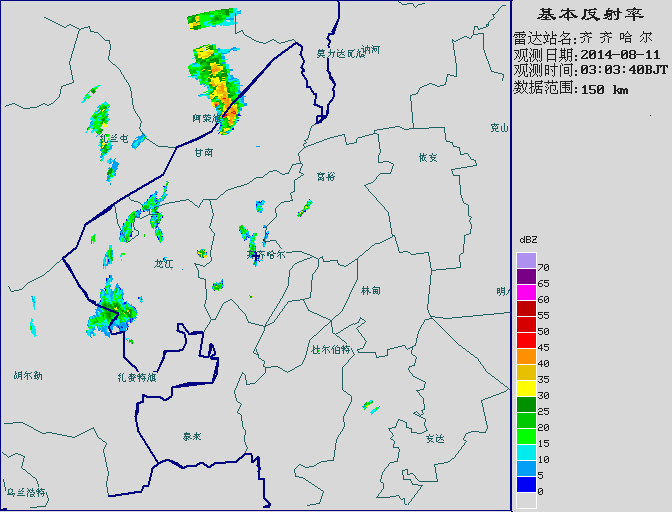 基本反射率
雷达站名:齐 齐 哈 尔
观测日期:2014-08-11
观测时间:03:03:40BJT
数据范围:150 km
莫力达瓦旗
讷河
阿荣旗
克山
扎兰屯
甘南
依安
富裕
齐齐哈尔
龙江
林甸
明水
杜尔伯特
胡尔勒
扎赉特旗
泰来
安达
乌兰浩特
dBZ
70
65
60
55
50
45
40
35
30
25
20
15
10
5
0